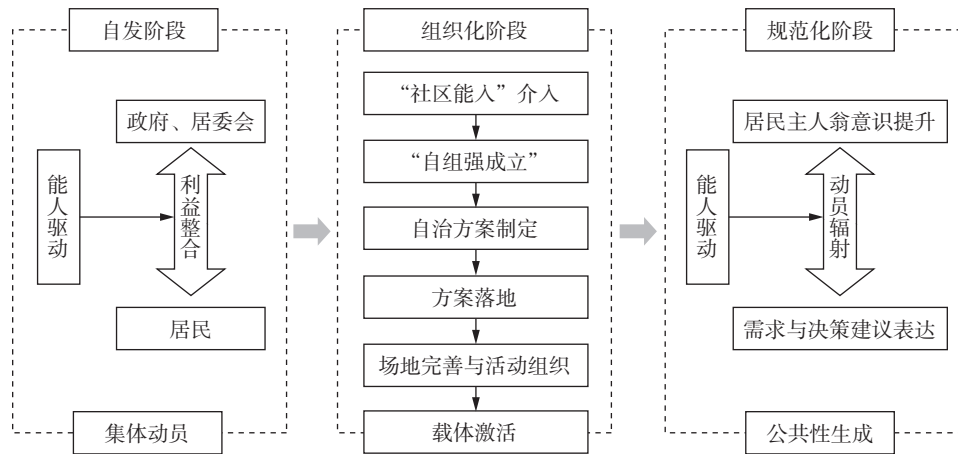 自发阶段
政府、居委会
能人驱动
利益整合
居民
集体动员
组织化阶段
“社区能入”介入
“自组强成立”
自治方案制定
方案落地
场地完善与活动组织
载体激活
规范化阶段
居民主人翁意识提升
能人驱动
动员辐射
需求与决策建议表达
公共性生成